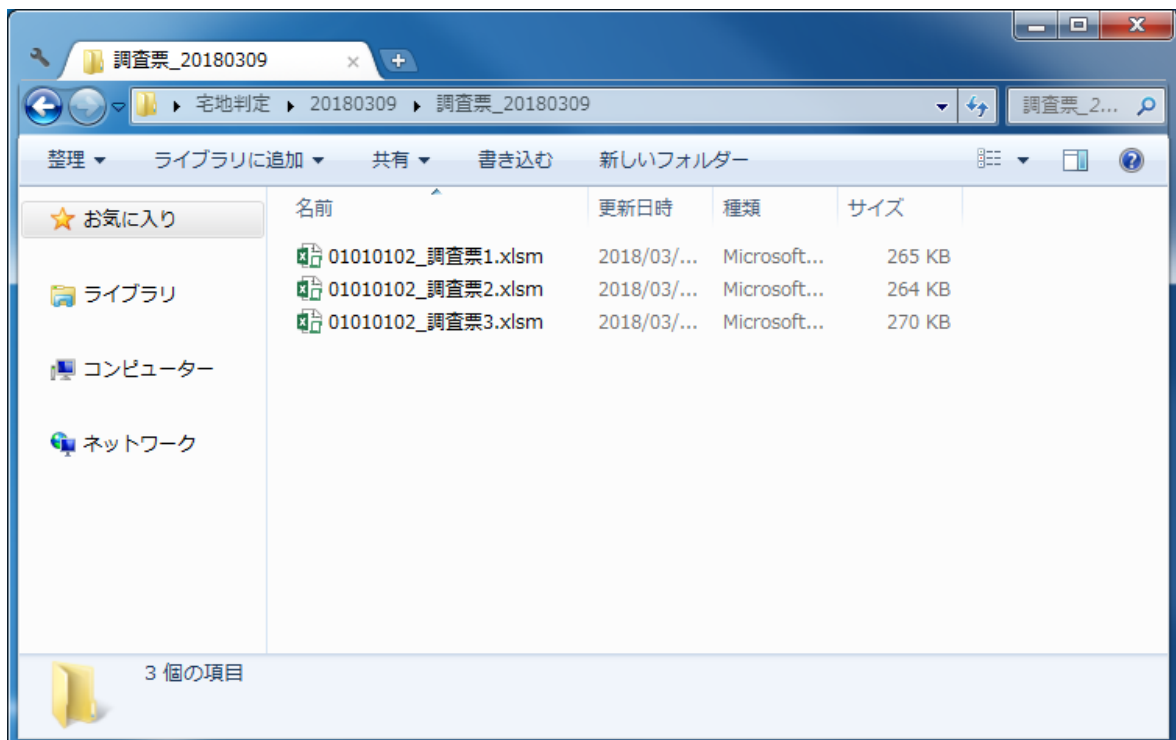 調査票_20180309
宅地判定 20180309 調査票_20180309 調査票_2...
整理 ライブラリに追加 共有 書き込む 新しいフォルダー
お気に入り
ライブラリ
コンピューター
ネットワーク
名前 更新日時 種類 サイズ
01010102_調査票1.xlsm 2018/03/... Microsoft... 265 KB
01010102_調査票2.xlsm 2018/03/... Microsoft... 264 KB
01010102_調査票3.xlsm 2018/03/... Microsoft... 270 KB
3 個の項目